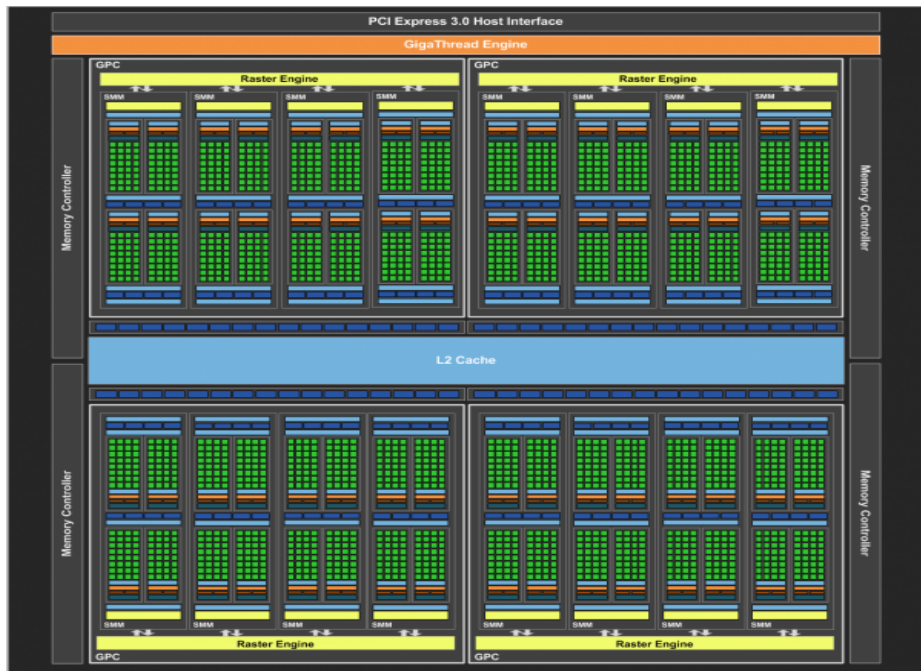 PCI Express 3.0 Host Interface
GigaThread Engine
GPC
GPC
Raster Engine
Raster Engine
SMM
SMM
SMM
SMM
SMM
SMM
SMM
SMM
Memory Controller
Memory Controller
L2 Cache
Memory Controller
Memory Controller
SMM
SMM
SMM
SMM
SMM
SMM
SMM
SMM
Raster Engine
Raster Engine
GPC
GPC